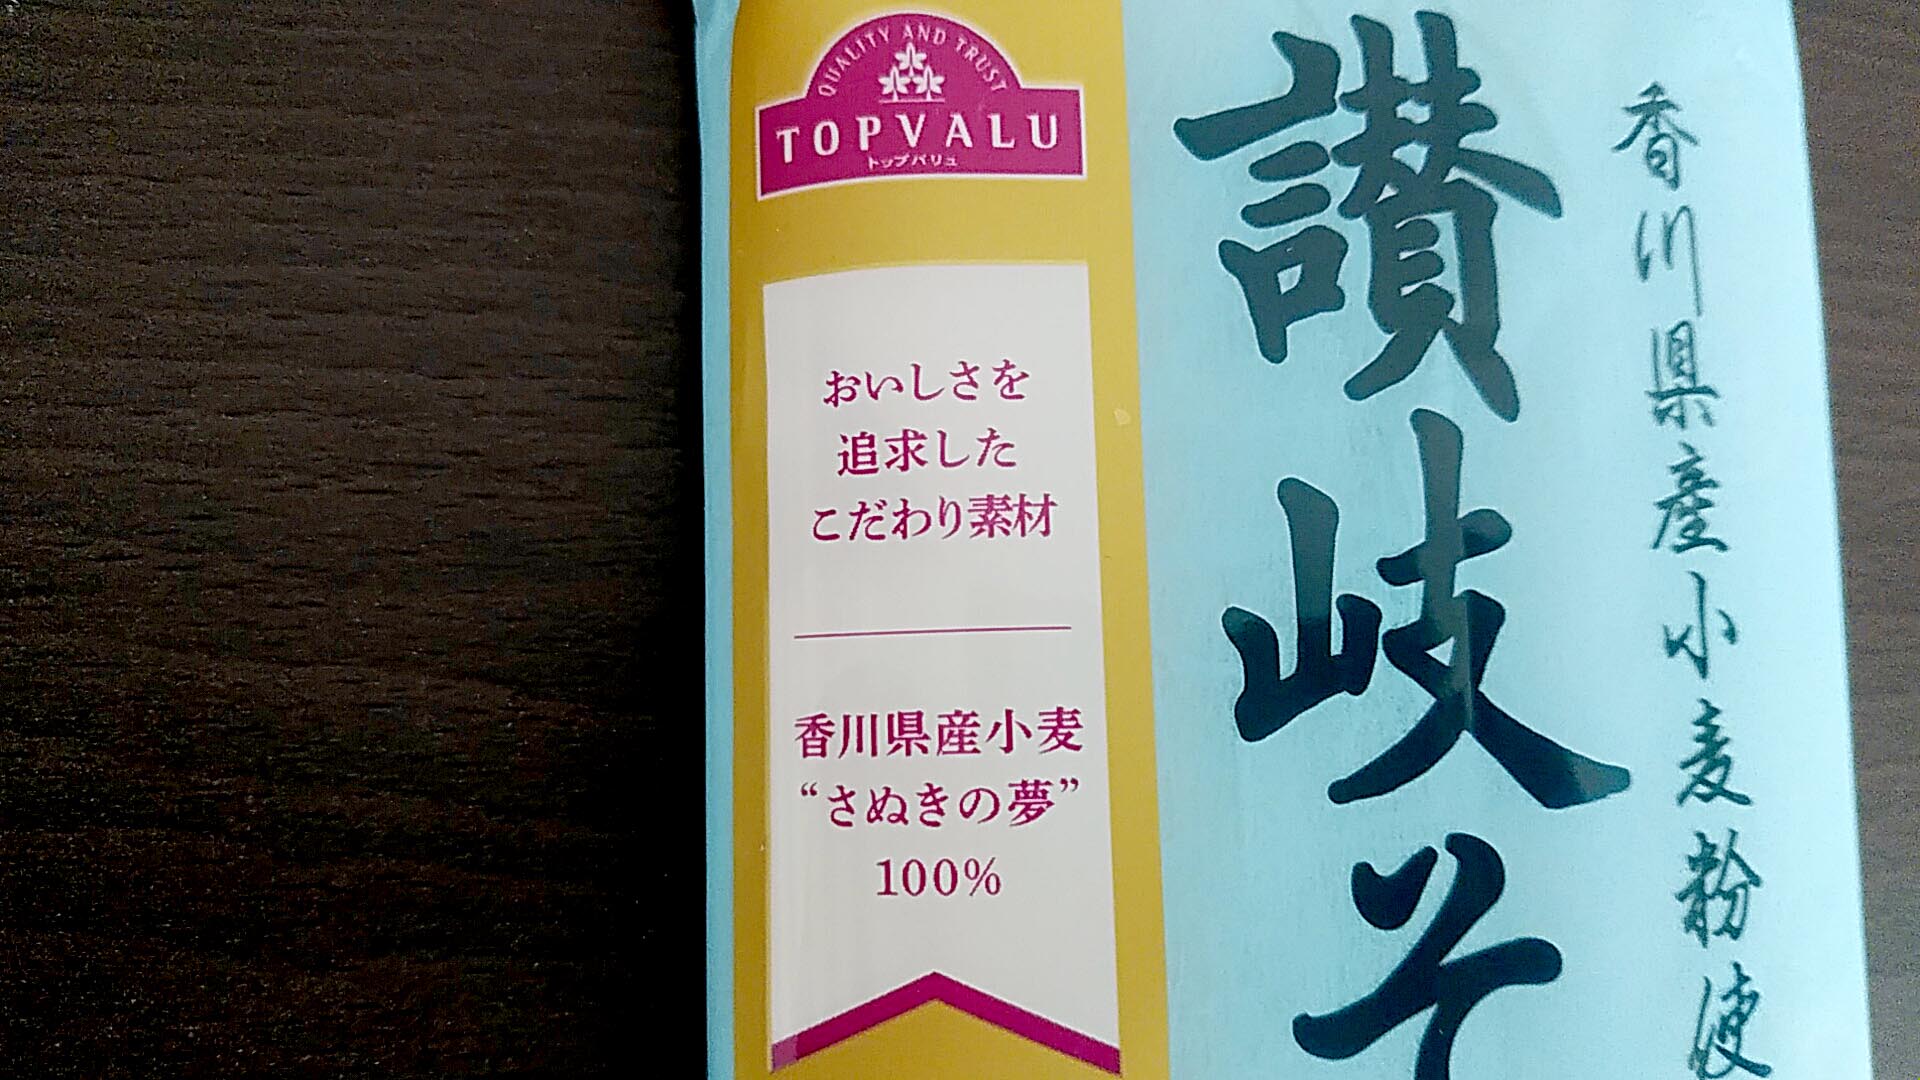 QUALITY AND TRUST
TOPVALU
トップバリュ
おいしさを
追求した
こだわり素材
香川県産小麦
“さぬきの夢”
100%
香川県産小麦粉使
讃岐そ